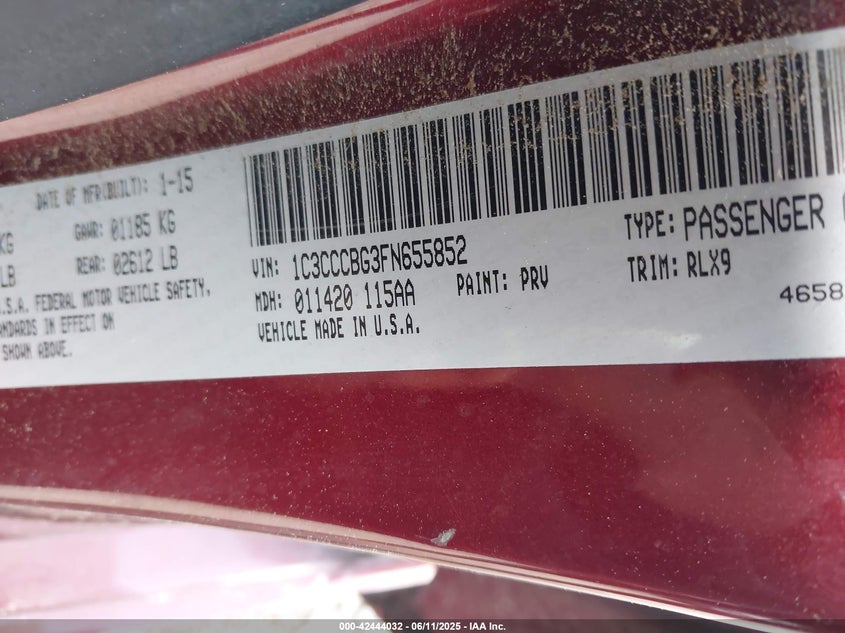 DATE OF MFR(BUILT): 1-15
KG GAWR: 01185 KG
LB REAR: 02612 LB
U.S.A. FEDERAL MOTOR VEHICLE SAFETY,
STANDARDS IN EFFECT ON
SHOWN ABOVE.
VIN: 1C3CCCBG3FN655852
TYPE: PASSENGER
MDH: 011420 115AA PAINT: PRV TRIM: RLX9
VEHICLE MADE IN U.S.A.
4658
000-42444032 - 06/11/2025 - IAA Inc.